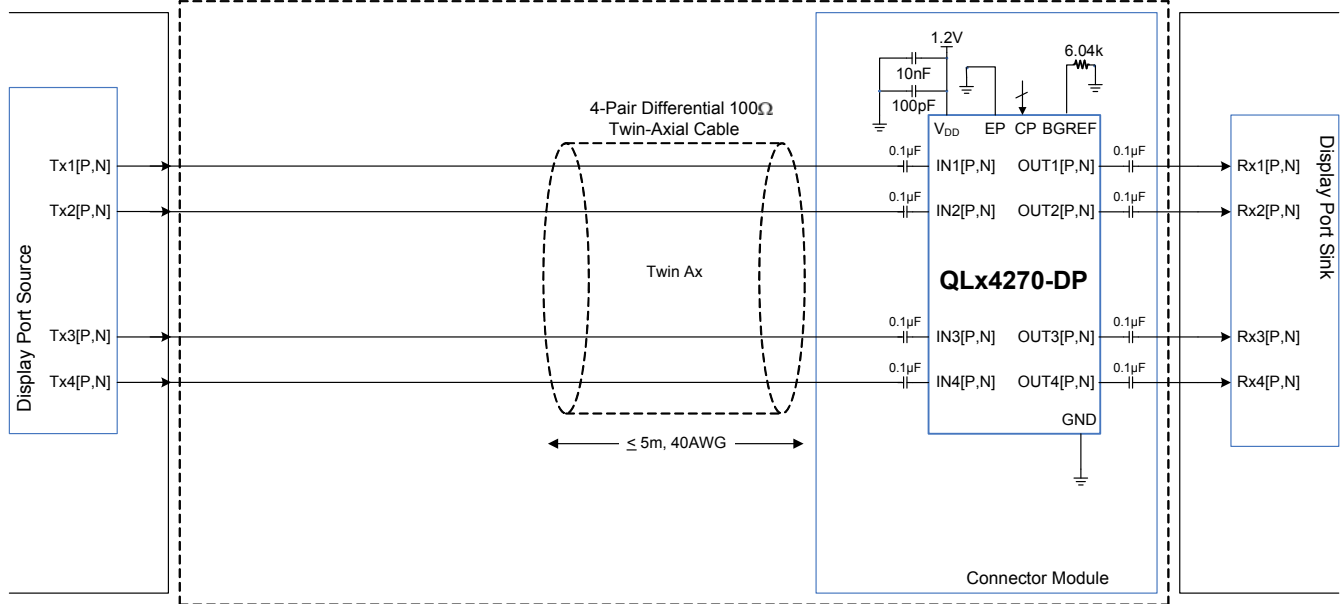 1.2V
6.04k
10nF
100pF
4-Pair Differential 100Ω
Twin-Axial Cable
VDD EP CP BGREF
Tx1[P,N]
0.1µF
IN1[P,N] OUT1[P,N]
0.1µF
Rx1[P,N]
Tx2[P,N]
0.1µF
IN2[P,N] OUT2[P,N]
0.1µF
Rx2[P,N]
Display Port Source
Twin Ax
QLx4270-DP
Display Port Sink
Tx3[P,N]
0.1µF
IN3[P,N] OUT3[P,N]
0.1µF
Rx3[P,N]
Tx4[P,N]
0.1µF
IN4[P,N] OUT4[P,N]
0.1µF
Rx4[P,N]
GND
≤ 5m, 40AWG
Connector Module